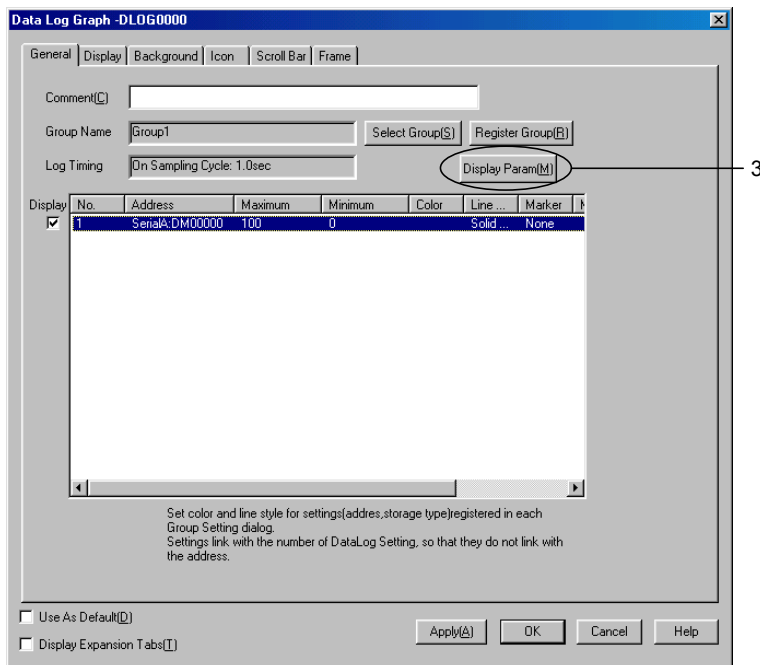 Data Log Graph -DLOG0000
General Display Background Icon Scroll Bar Frame
Comment(C)
Group Name Group1 Select Group(S) Register Group(R)
Log Timing On Sampling Cycle: 1.0sec Display Param(M) 3
Display No. Address Maximum Minimum Color Line ... Marker
1 SerialA:DM00000 100 0 Solid ... None
Set color and line style for settings(addres,storage type)registered in each
Group Setting dialog.
Settings link with the number of DataLog Setting, so that they do not link with
the address.
Use As Default(D)
Display Expansion Tabs(T)
Apply(A) OK Cancel Help